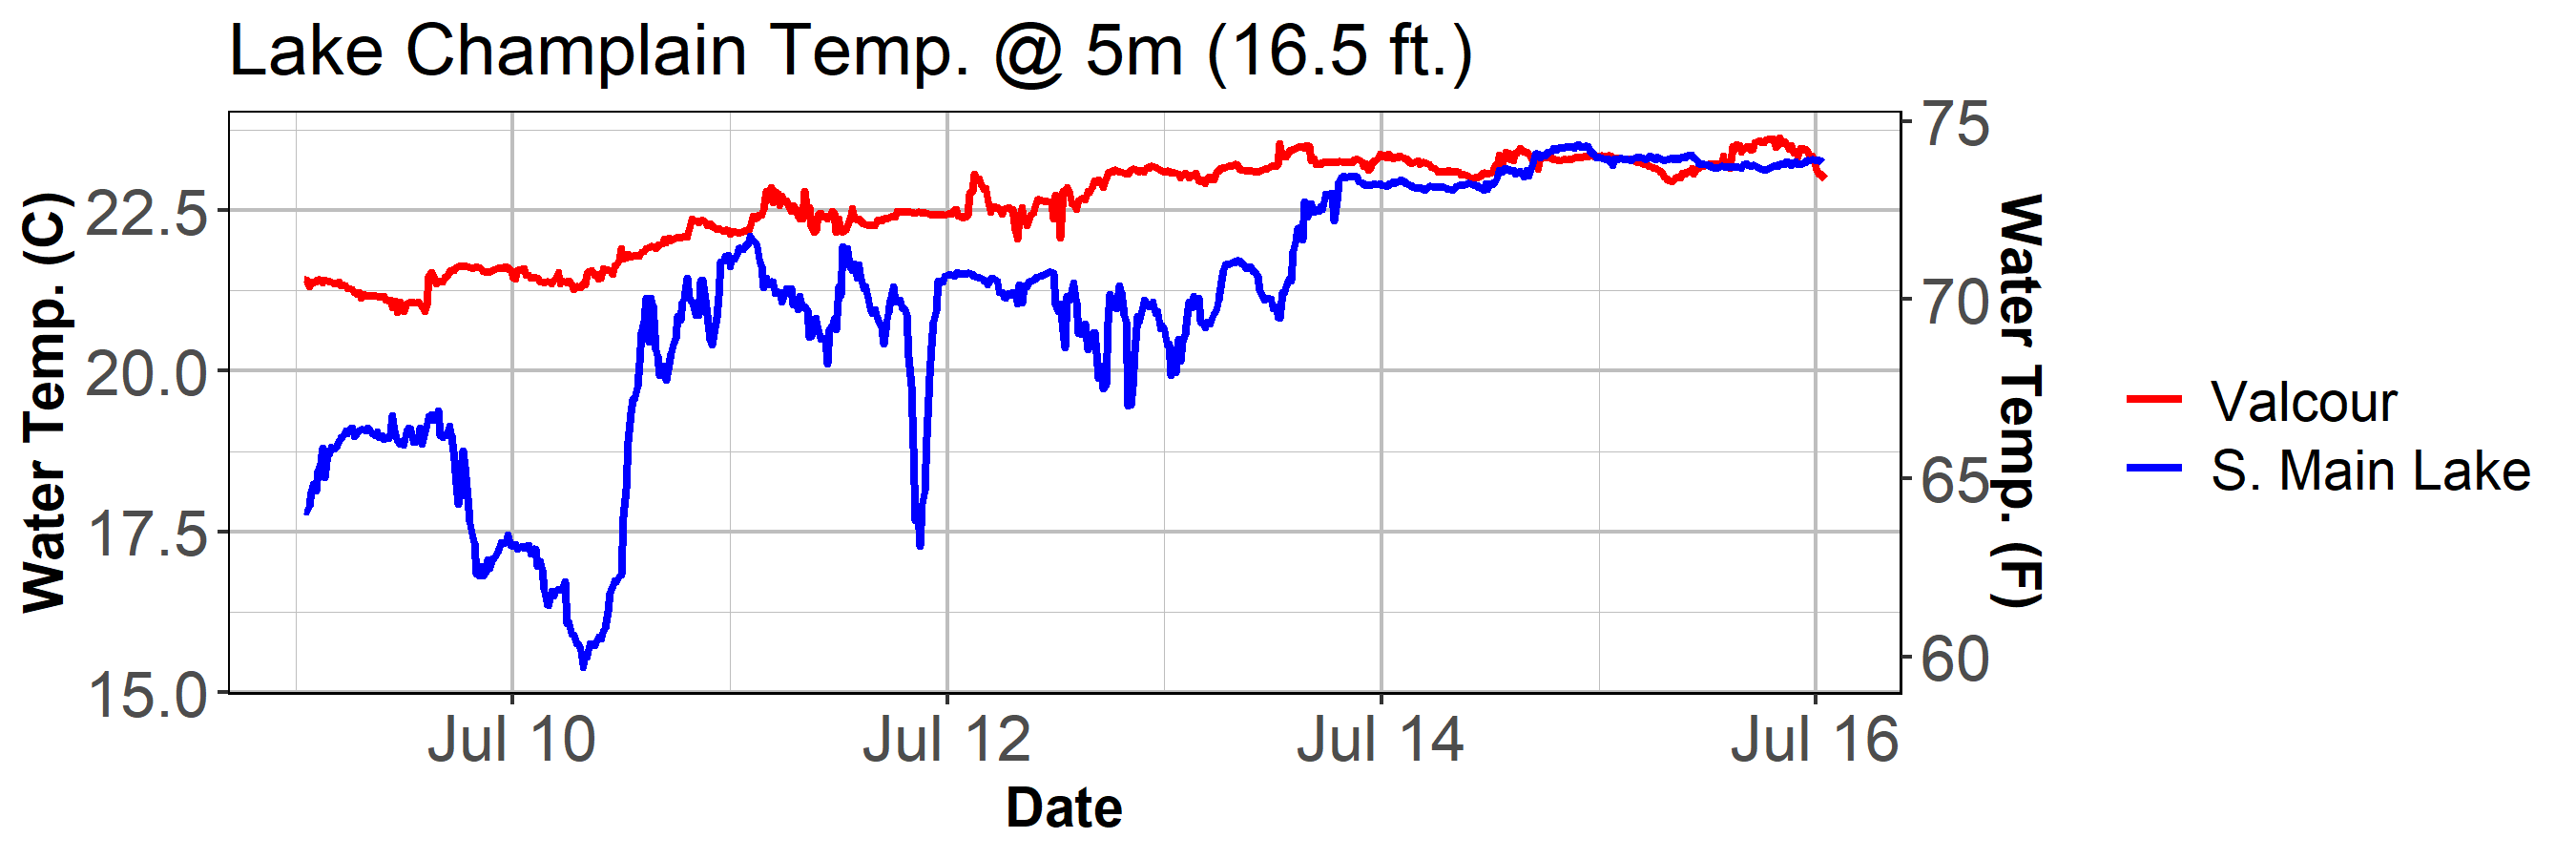 Lake Champlain Temp. @ 5m (16.5 ft.)
Water Temp. (C)
22.5
20.0
17.5
15.0
75
70
65
60
Water Temp. (F)
Jul 10
Jul 12
Jul 14
Jul 16
Date
Valcour
S. Main Lake